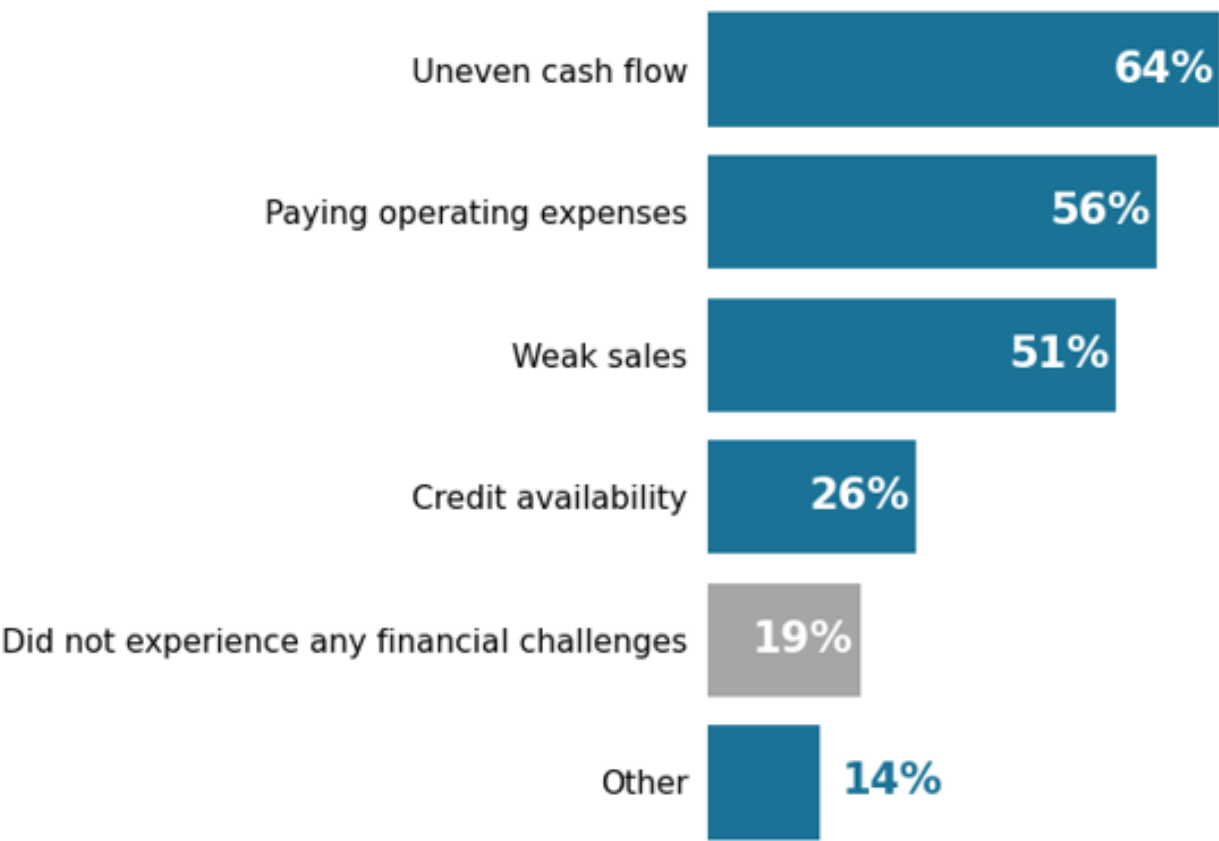 Uneven cash flow 64%
Paying operating expenses 56%
Weak sales 51%
Credit availability 26%
Did not experience any financial challenges 19%
Other 14%